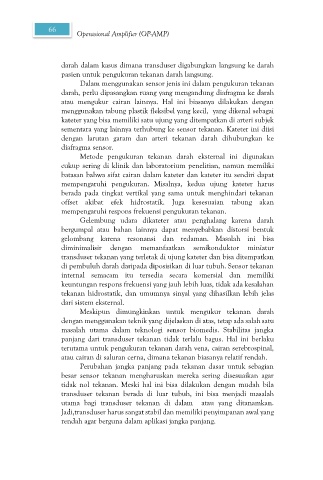 66
Operasional Amplifier (OP-AMP)
darah dalam kasus dimana transduser digabungkan langsung ke darah
pasien untuk pengukuran tekanan darah langsung.
Dalam menggunakan sensor jenis ini dalam pengukuran tekanan
darah, perlu dipasangkan ruang yang mengandung diafragma ke darah
atau mengukur cairan lainnya. Hal ini biasanya dilakukan dengan
menggunakan tabung plastik fleksibel yang kecil, yang dikenal sebagai
kateter yang bisa memiliki satu ujung yang ditempatkan di arteri subjek
sementara yang lainnya terhubung ke sensor tekanan. Kateter ini diisi
dengan larutan garam dan arteri tekanan darah dihubungkan ke
diafragma sensor.
Metode pengukuran tekanan darah eksternal ini digunakan
cukup sering di klinik dan laboratorium penelitian, namun memiliki
batasan bahwa sifat cairan dalam kateter dan kateter itu sendiri dapat
mempengaruhi pengukuran. Misalnya, kedua ujung kateter harus
berada pada tingkat vertikal yang sama untuk menghindari tekanan
offset akibat efek hidrostatik. Juga kesesuaian tabung akan
mempengaruhi respons frekuensi pengukuran tekanan.
Gelembung udara dikateter atau penghalang karena darah
bergumpal atau bahan lainnya dapat menyebabkan distorsi bentuk
gelombang karena resonansi dan redaman. Masalah ini bisa
diminimalisir dengan memanfaatkan semikonduktor miniatur
transduser tekanan yang terletak di ujung kateter dan bisa ditempatkan
di pembuluh darah daripada diposisikan di luar tubuh. Sensor tekanan
internal semacam itu tersedia secara komersial dan memiliki
keuntungan respons frekuensi yang jauh lebih luas, tidak ada kesalahan
tekanan hidrostatik, dan umumnya sinyal yang dihasilkan lebih jelas
dari sistem eksternal.
Meskipun dimungkinkan untuk mengukur tekanan darah
dengan menggunakan teknik yang dijelaskan di atas, tetap ada salah satu
masalah utama dalam teknologi sensor biomedis. Stabilitas jangka
panjang dari transduser tekanan tidak terlalu bagus. Hal ini berlaku
terutama untuk pengukuran tekanan darah vena, cairan serebrospinal,
atau cairan di saluran cerna, dimana tekanan biasanya relatif rendah.
Perubahan jangka panjang pada tekanan dasar untuk sebagian
besar sensor tekanan mengharuskan mereka sering disesuaikan agar
tidak nol tekanan. Meski hal ini bisa dilakukan dengan mudah bila
transduser tekanan berada di luar tubuh, ini bisa menjadi masalah
utama bagi transduser tekanan di dalam atau yang ditanamkan.
Jadi,transduser harus sangat stabil dan memiliki penyimpanan awal yang
rendah agar berguna dalam aplikasi jangka panjang.